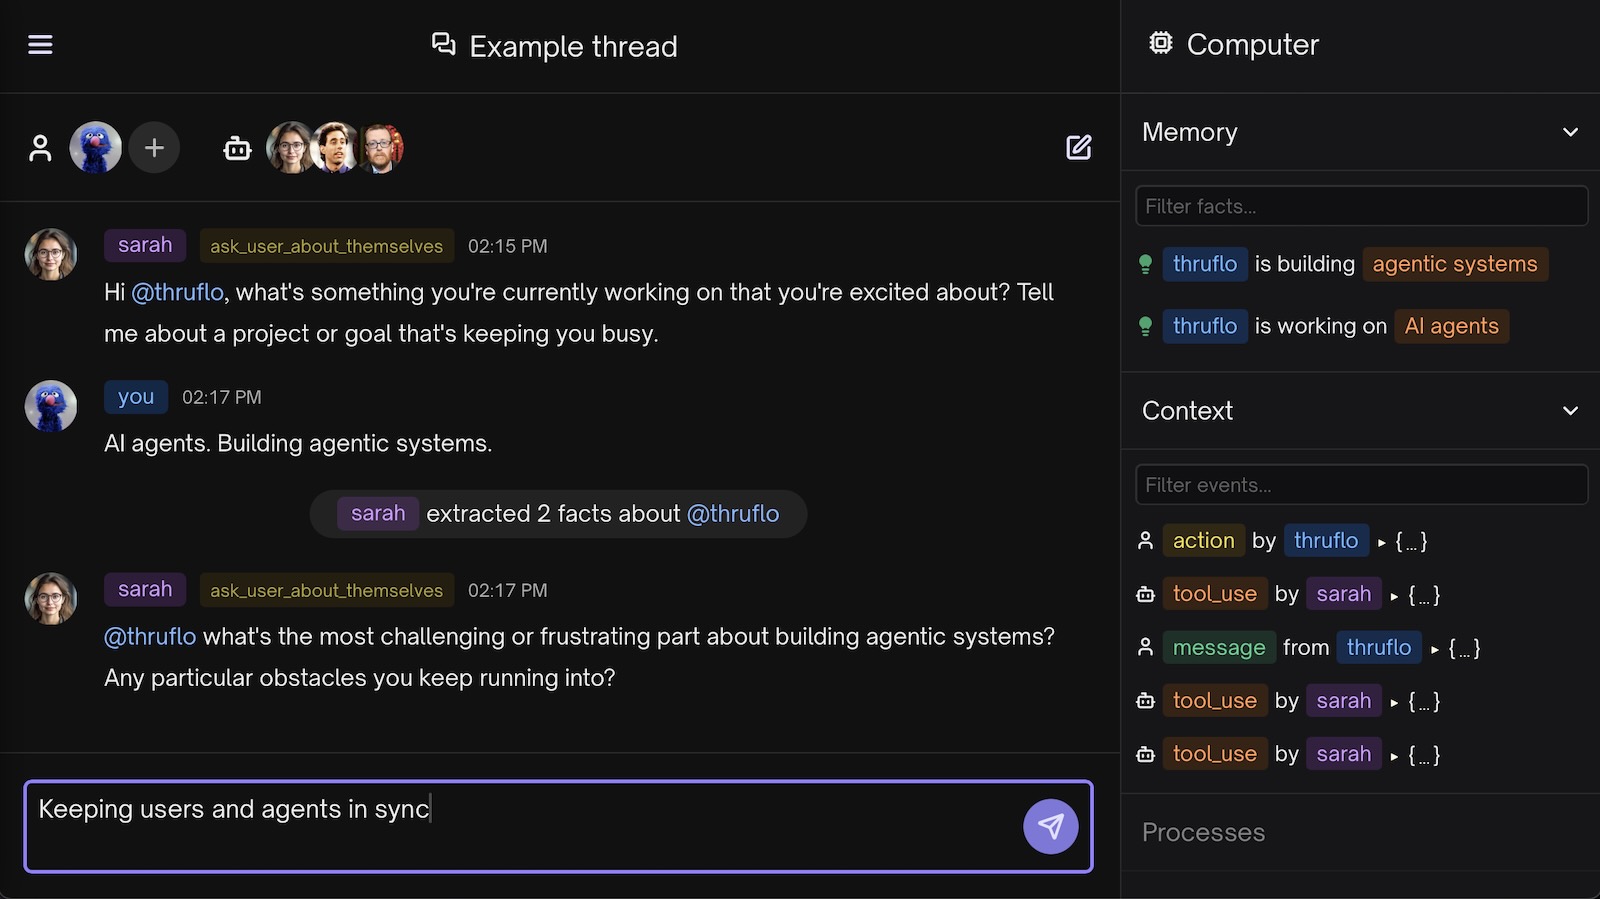 Example thread
sarah ask_user_about_themselves 02:15 PM
Hi @thruflo, what's something you're currently working on that you're excited about? Tell
me about a project or goal that's keeping you busy.
you 02:17 PM
AI agents. Building agentic systems.
sarah extracted 2 facts about @thruflo
sarah ask_user_about_themselves 02:17 PM
@thruflo what's the most challenging or frustrating part about building agentic systems?
Any particular obstacles you keep running into?
Keeping users and agents in sync
Computer
Memory
Filter facts...
thruflo is building agentic systems
thruflo is working on AI agents
Context
Filter events...
action by thruflo ▸ {…}
tool_use by sarah ▸ {…}
message from thruflo ▸ {…}
tool_use by sarah ▸ {…}
tool_use by sarah ▸ {…}
Processes